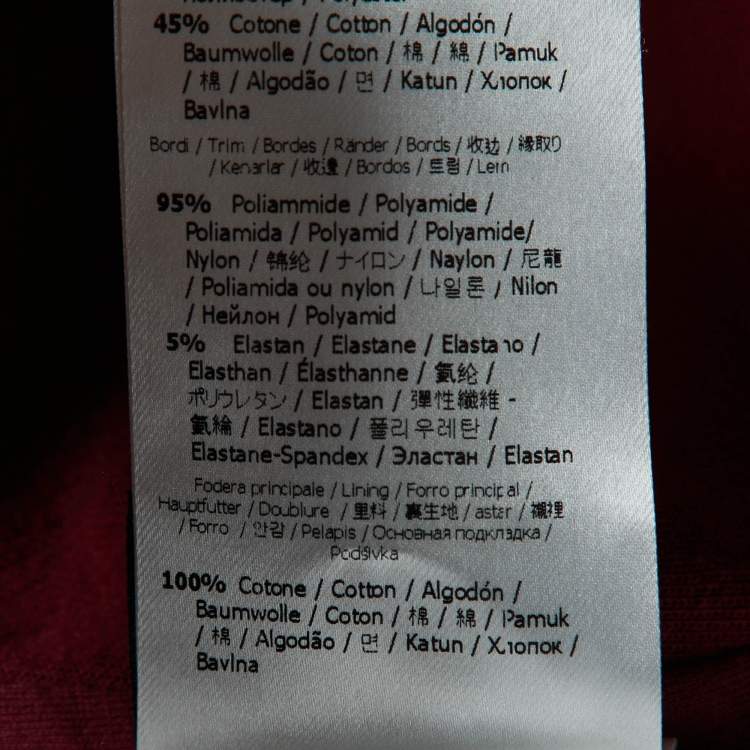 45% Cotone / Cotton / Algodón /
Baumwolle / Coton / 棉 / 綿 / Pamuk
/ 棉 / Algodão / 면 / Katun / Хлопок /
Bavlna
Bordi / Trim / Bordes / Ränder / Bords / 收边 / 縁取り
/ Kenarlar / 收邊 / Bordos / 트림 / Lem
95% Poliammide / Polyamide /
Poliamida / Polyamid / Polyamide/
Nylon / 锦纶 / ナイロン / Naylon / 尼龍
/ Poliamida ou nylon / 나일론 / Nilon
/ Нейлон / Polyamid
5% Elastan / Elastane / Elastano /
Elasthan / Élasthanne / 氨纶 /
ポリウレタン / Elastan / 彈性纖維 -
氨綸 / Elastano / 폴리우레탄 /
Elastane-Spandex / Эластан / Elastan
Fodera principale / Lining / Forro principal /
Hauptfutter / Doublure / 里料 / 裏生地 / astar / 襯裡
/ Forro / 안감 / Pelapis / Основная подкладка /
Podšívka
100% Cotone / Cotton / Algodón /
Baumwolle / Coton / 棉 / 綿 / Pamuk
/ 棉 / Algodão / 면 / Katun / Хлопок /
Bavlna